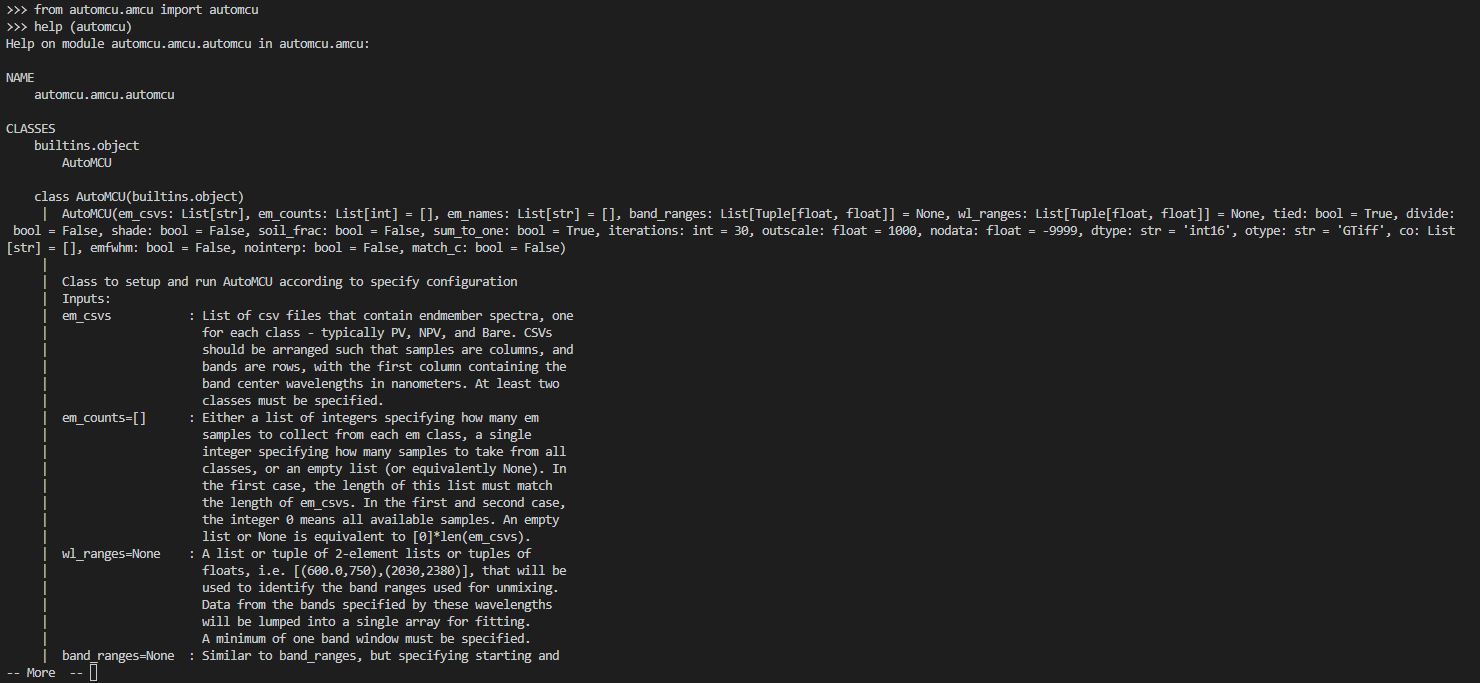 >>> from automcu.amcu import automcu
>>> help (automcu)
Help on module automcu.amcu.automcu in automcu.amcu:

NAME
    automcu.amcu.automcu

CLASSES
    builtins.object
        AutoMCU

    class AutoMCU(builtins.object)
     |  AutoMCU(em_csvs: List[str], em_counts: List[int] = [], em_names: List[str] = [], band_ranges: List[Tuple[float, float]] = None, wl_ranges: List[Tuple[float, float]] = None, tied: bool = True, divide:
 bool = False, shade: bool = False, soil_frac: bool = False, sum_to_one: bool = True, iterations: int = 30, outscale: float = 1000, nodata: float = -9999, dtype: str = 'int16', otype: str = 'GTiff', co: List
[str] = [], emfwhm: bool = False, nointerp: bool = False, match_c: bool = False)
     |
     |  Class to setup and run AutoMCU according to specify configuration
     |  Inputs:
     |  em_csvs           : List of csv files that contain endmember spectra, one
     |                      for each class - typically PV, NPV, and Bare. CSVs
     |                      should be arranged such that samples are columns, and
     |                      bands are rows, with the first column containing the
     |                      band center wavelengths in nanometers. At least two
     |                      classes must be specified.
     |  em_counts=[]      : Either a list of integers specifying how many em
     |                      samples to collect from each em class, a single
     |                      integer specifying how many samples to take from all
     |                      classes, or an empty list (or equivalently None). In
     |                      the first case, the length of this list must match
     |                      the length of em_csvs. In the first and second case,
     |                      the integer 0 means all available samples. An empty
     |                      list or None is equivalent to [0]*len(em_csvs).
     |  wl_ranges=None    : A list or tuple of 2-element lists or tuples of
     |                      floats, i.e. [(600.0,750),(2030,2380)], that will be
     |                      used to identify the band ranges used for unmixing.
     |                      Data from the bands specified by these wavelengths
     |                      will be lumped into a single array for fitting.
     |                      A minimum of one band window must be specified.
     |  band_ranges=None  : Similar to band_ranges, but specifying starting and
-- More  --